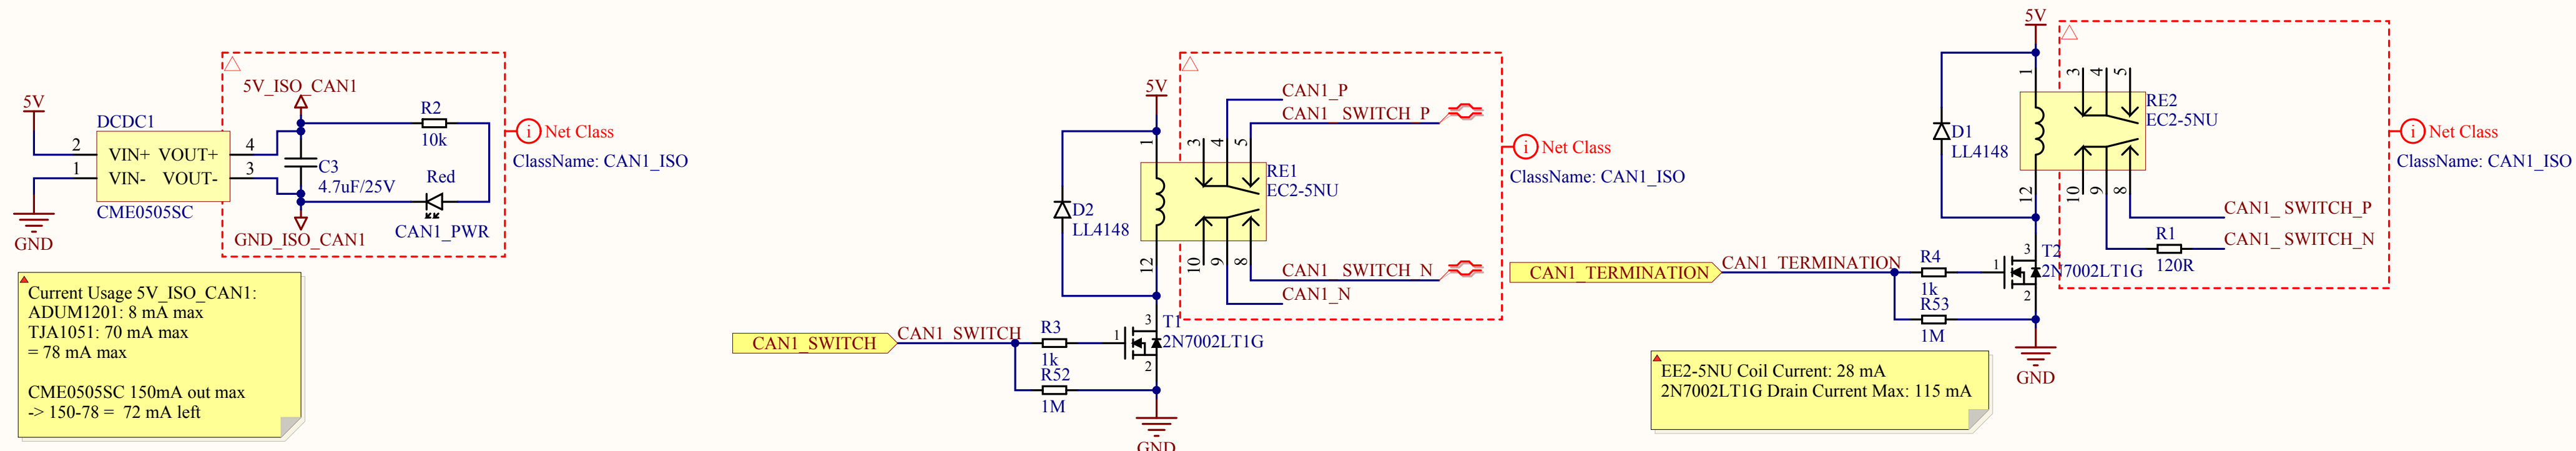 5V
DCDC1
2
VIN+
VOUT+
4
1
VIN-
VOUT-
3
CME0505SC
GND
5V_ISO_CAN1
C3
4.7uF/25V
GND_ISO_CAN1
R2
10k
Red
CAN1_PWR
i Net Class
ClassName: CAN1_ISO
Current Usage 5V_ISO_CAN1:
ADUM1201: 8 mA max
TJA1051: 70 mA max
= 78 mA max
CME0505SC 150mA out max
-> 150-78 = 72 mA left
5V
CAN1_P
CAN1_SWITCH_P
1
3
4
5
RE1
EC2-5NU
D2
LL4148
12
10
9
8
CAN1_SWITCH_N
CAN1_N
i Net Class
ClassName: CAN1_ISO
CAN1_SWITCH
CAN1_SWITCH
R3
1k
R52
1M
1
3
T1
2N7002LT1G
2
GND
5V
1
3
4
5
RE2
EC2-5NU
D1
LL4148
12
10
9
8
CAN1_ SWITCH_P
CAN1_ SWITCH_N
R1
120R
i Net Class
ClassName: CAN1_ISO
CAN1_TERMINATION
CAN1_TERMINATION
R4
1k
R53
1M
1
3
T2
2N7002LT1G
2
GND
EE2-5NU Coil Current: 28 mA
2N7002LT1G Drain Current Max: 115 mA